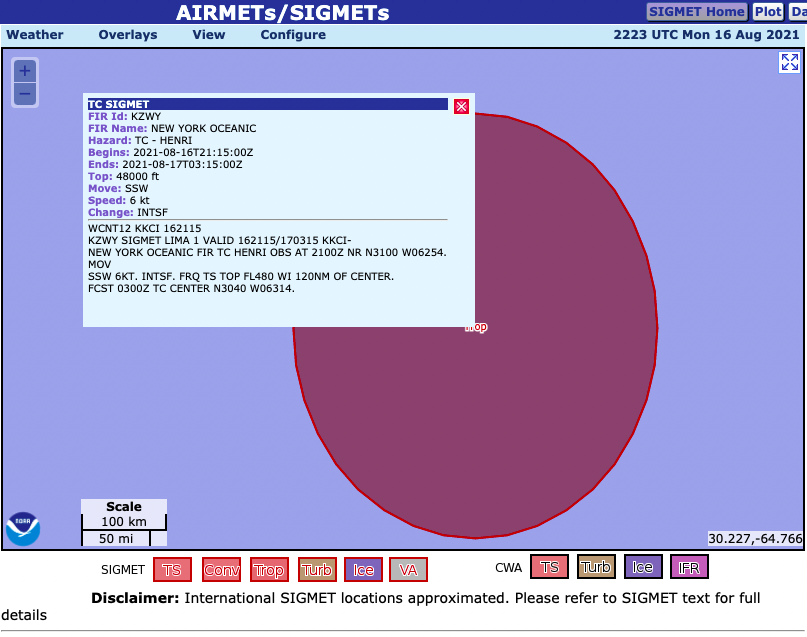 AIRMETs/SIGMETs
SIGMET Home Plot
Weather Overlays View Configure 2223 UTC Mon 16 Aug 2021
+
−
TC SIGMET
FIR Id: KZWY
FIR Name: NEW YORK OCEANIC
Hazard: TC - HENRI
Begins: 2021-08-16T21:15:00Z
Ends: 2021-08-17T03:15:00Z
Top: 48000 ft
Move: SSW
Speed: 6 kt
Change: INTSF
WCNT12 KKCI 162115
KZWY SIGMET LIMA 1 VALID 162115/170315 KKCI-
NEW YORK OCEANIC FIR TC HENRI OBS AT 2100Z NR N3100 W06254.
MOV
SSW 6KT. INTSF. FRQ TS TOP FL480 WI 120NM OF CENTER.
FCST 0300Z TC CENTER N3040 W06314.
Trop
Scale
100 km
50 mi
NOAA
30.227,-64.766
SIGMET TS Conv Trop Turb Ice VA CWA TS Turb Ice IFR
Disclaimer: International SIGMET locations approximated. Please refer to SIGMET text for full
details